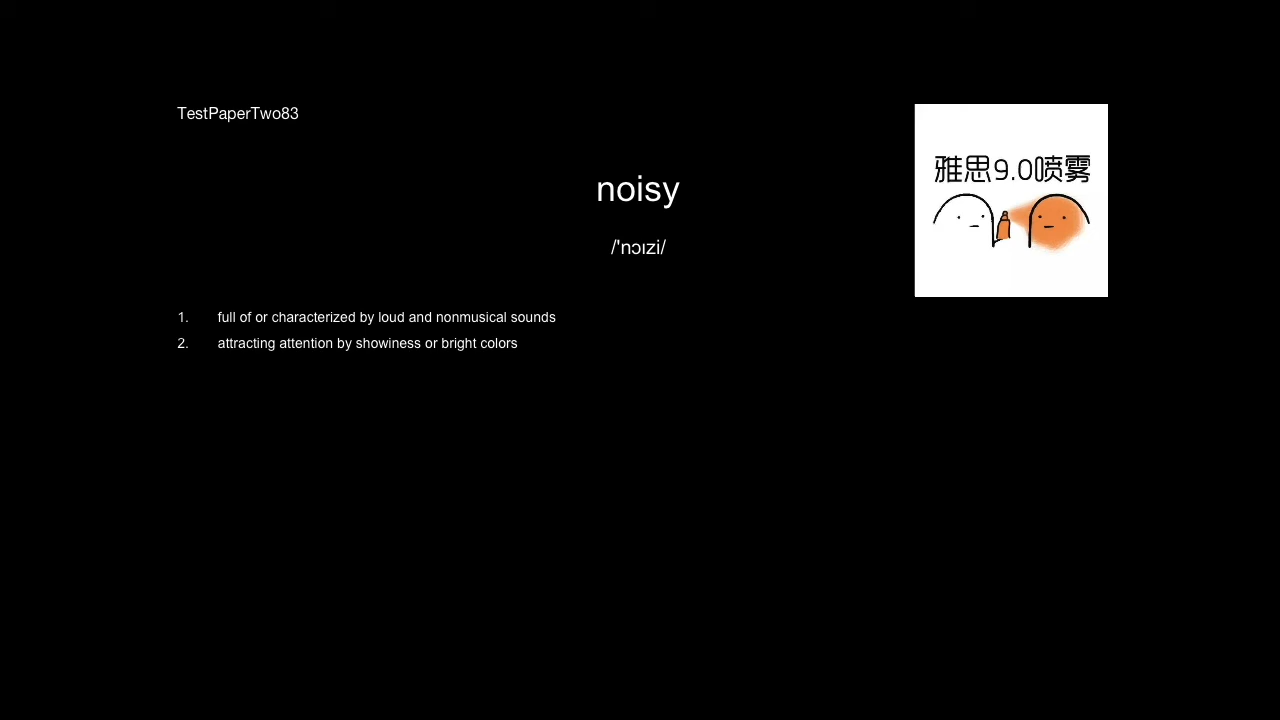 TestPaperTwo83
雅思9.0喷雾
noisy
/'nɔɪzi/
1. full of or characterized by loud and nonmusical sounds
2. attracting attention by showiness or bright colors